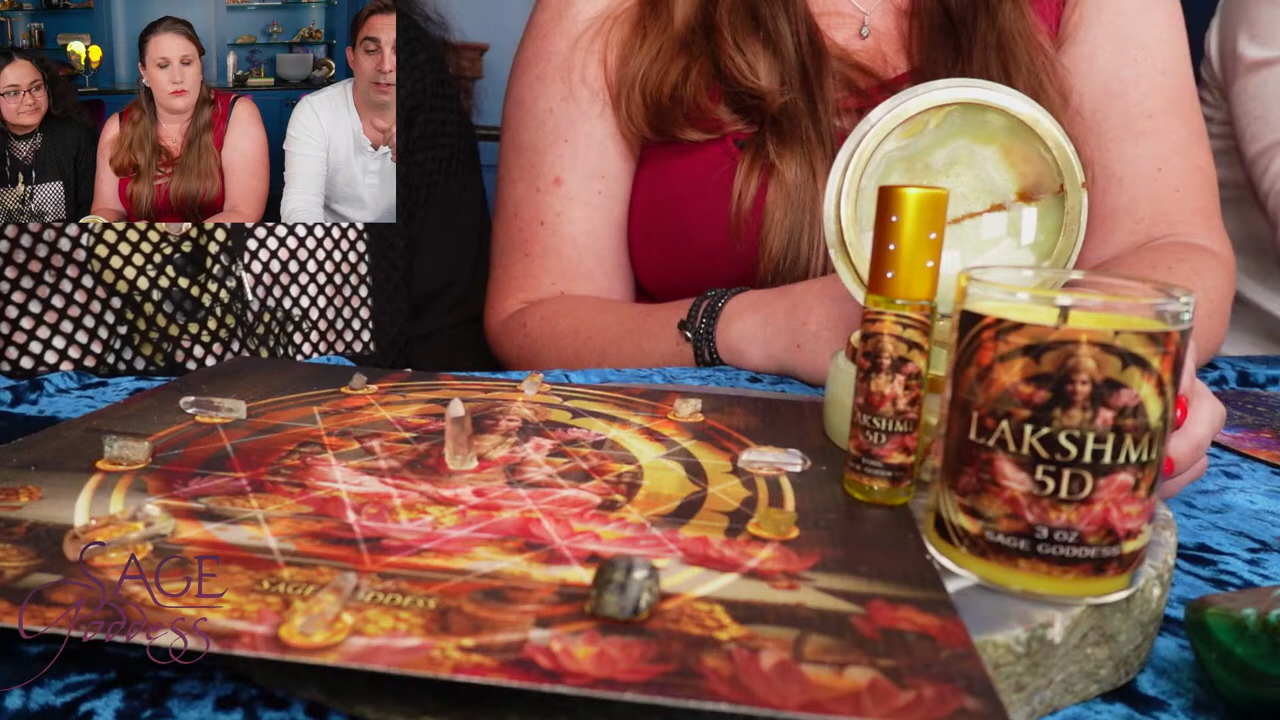 LAKSHMI
5D
LAKSHMI
5D
3 OZ
SAGE GODDESS
SAGE GODDESS
SAGE
Goddess